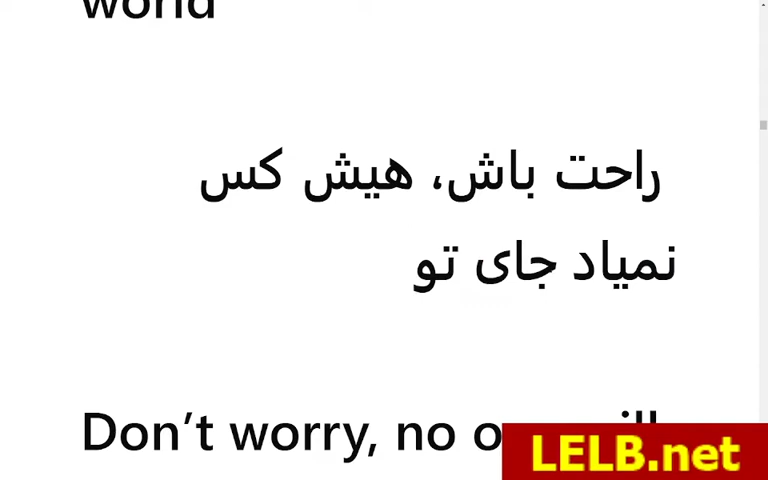 world
راحت باش، هیش کس
نمیاد جای تو
Don’t worry, no
LELB.net